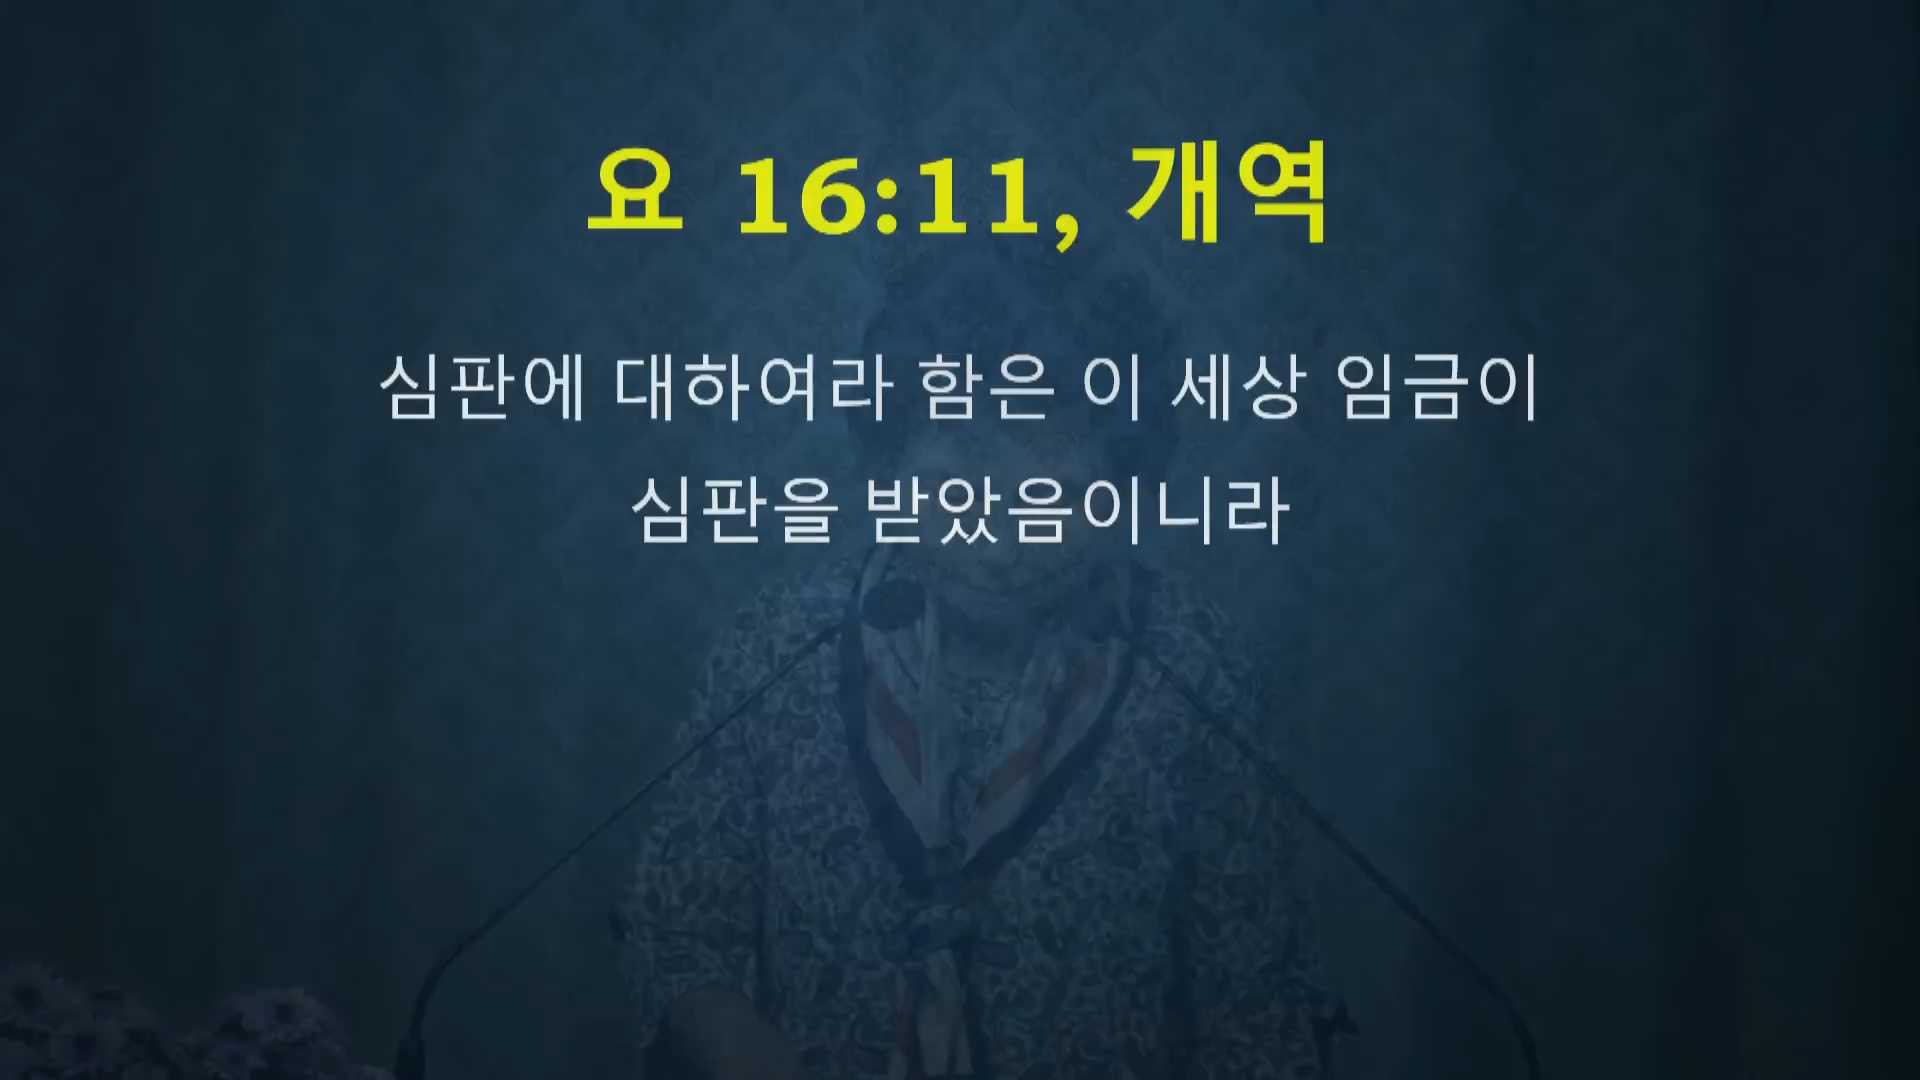 요 16:11, 개역
심판에 대하여라 함은 이 세상 임금이
심판을 받았음이니라